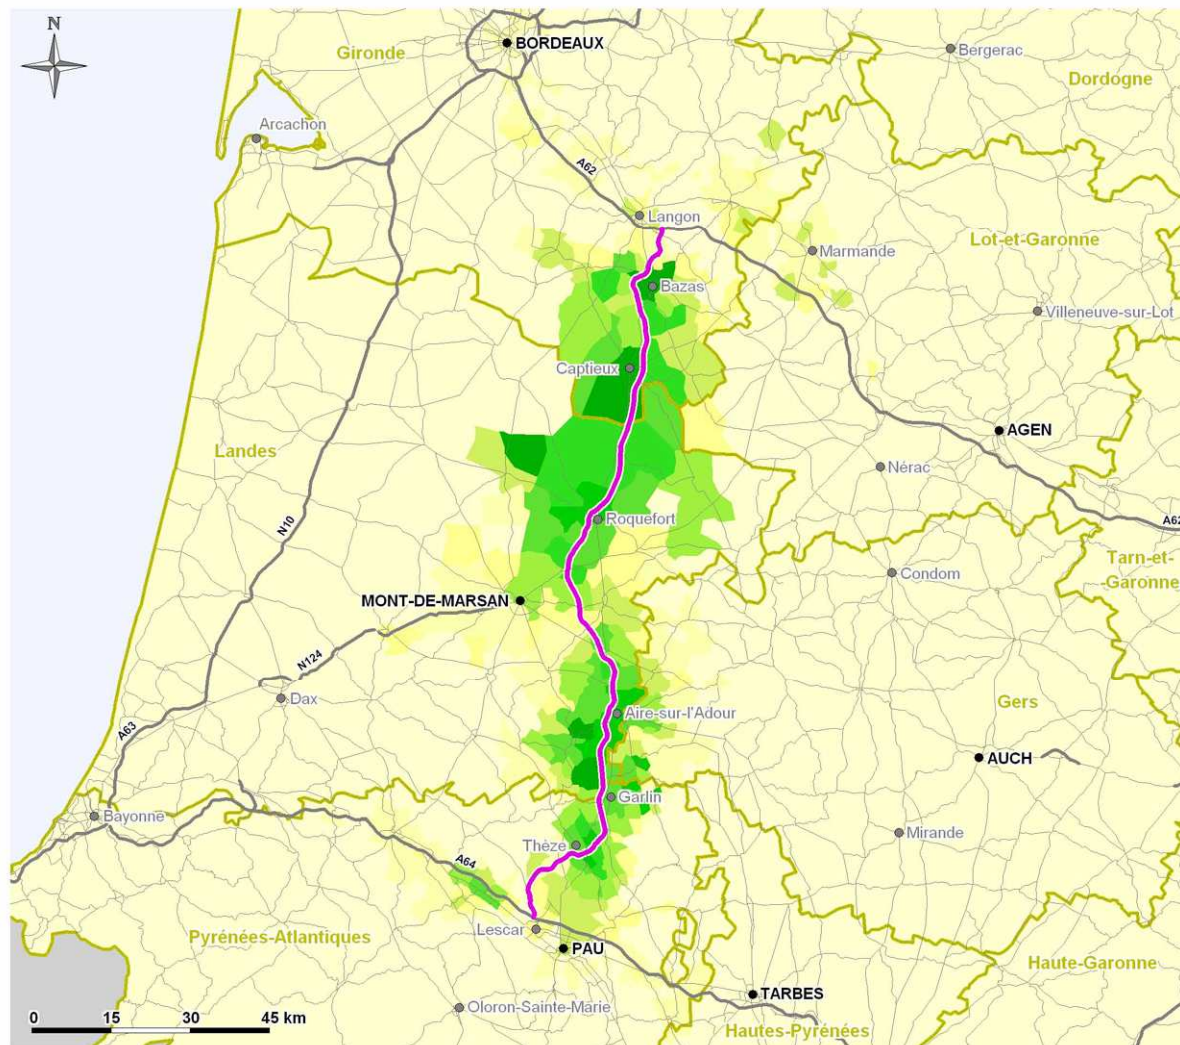 N
BORDEAUX
Gironde
Bergerac
Dordogne
Arcachon
A62
Langon
Marmande
Lot-et-Garonne
Bazas
Villeneuve-sur-Lot
Captieux
Landes
AGEN
Nérac
N10
Roquefort
A62
Tarn-et-
-Garonne
Condom
MONT-DE-MARSAN
N124
Dax
Aire-sur-l'Adour
Gers
A63
AUCH
Garlin
Bayonne
Mirande
Thèze
A64
Lescar
Pyrénées-Atlantiques
PAU
Haute-Garonne
TARBES
Oloron-Sainte-Marie
Hautes-Pyrénées
0 15 30 45 km